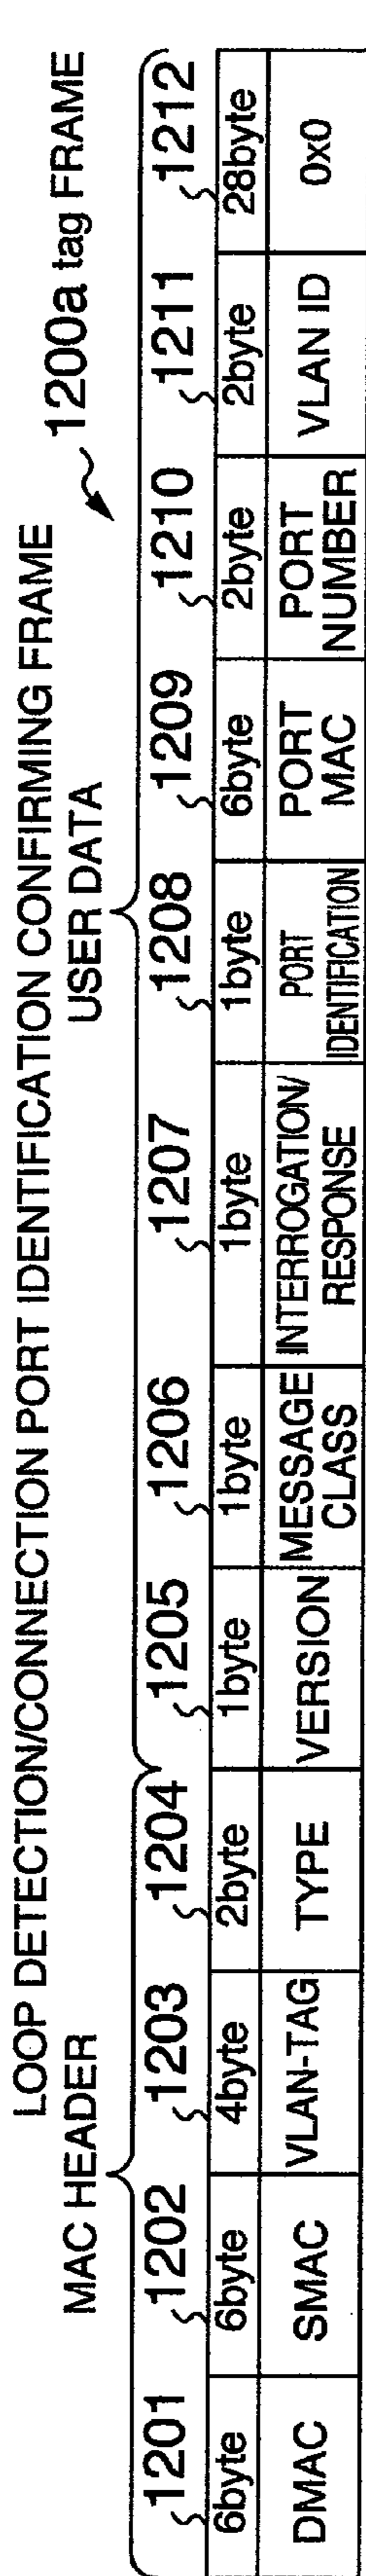 LOOP DETECTION/CONNECTION PORT IDENTIFICATION CONFIRMING FRAME
MAC HEADER
USER DATA
1200a tag FRAME
1201 1202 1203 1204 1205 1206 1207 1208 1209 1210 1211 1212
6byte 6byte 4byte 2byte 1byte 1byte 1byte 1byte 6byte 2byte 2byte 28byte
DMAC SMAC VLAN-TAG TYPE VERSION MESSAGE CLASS INTERROGATION/ RESPONSE PORT IDENTIFICATION PORT MAC PORT NUMBER VLAN ID 0x0